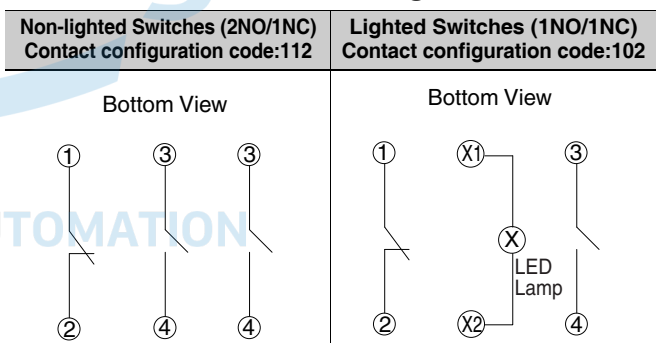 Non-lighted Switches (2NO/1NC)
Contact configuration code:112
Lighted Switches (1NO/1NC)
Contact configuration code:102
Bottom View
Bottom View
1 3 3
1 X1 3
X
LED
Lamp
2 4 4
2 X2 4
UTOMATION